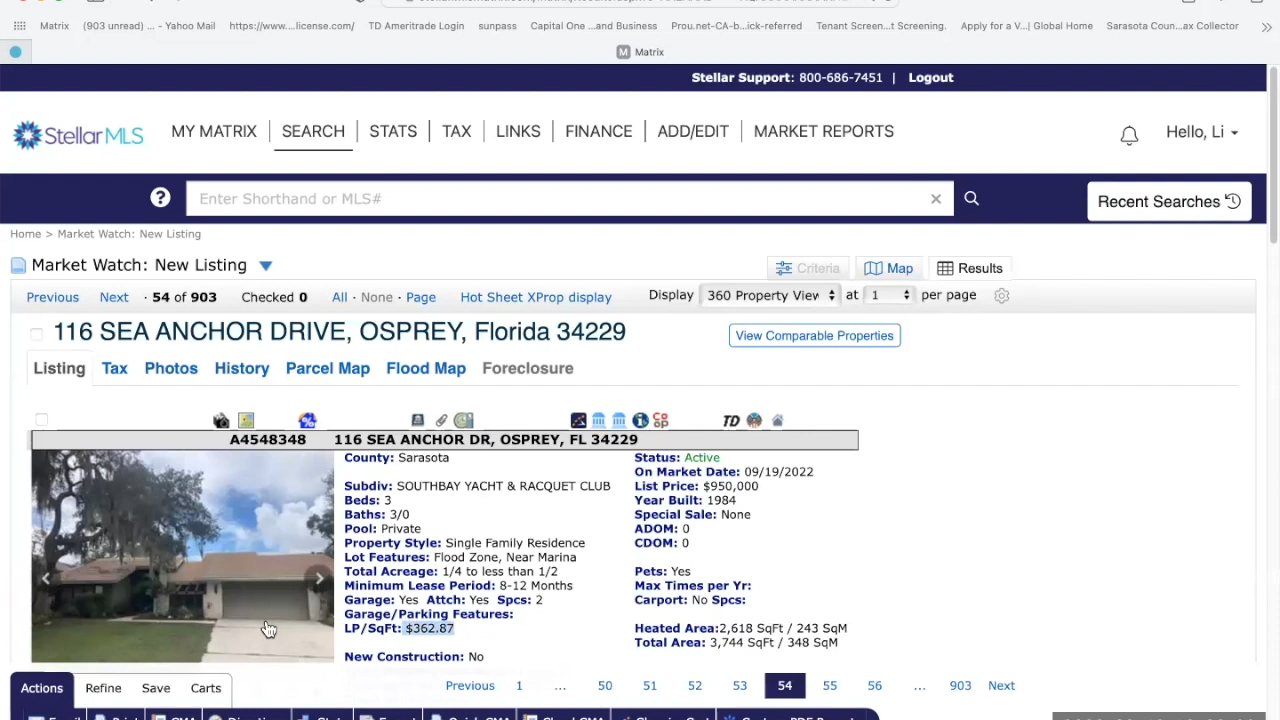 Matrix (903 unread) ... - Yahoo Mail https://www....license.com/ TD Ameritrade Login sunpass Capital One ...and Business Prou.net-CA-b...ick-referred Tenant Screen...t Screening. Apply for a V...| Global Home Sarasota Coun...ax Collector
M Matrix
Stellar Support: 800-686-7451 | Logout
StellarMLS MY MATRIX SEARCH STATS TAX LINKS FINANCE ADD/EDIT MARKET REPORTS Hello, Li
? Enter Shorthand or MLS# Recent Searches
Home > Market Watch: New Listing
Market Watch: New Listing Criteria Map Results
Previous Next · 54 of 903 Checked 0 All · None · Page Hot Sheet XProp display Display 360 Property View at 1 per page
116 SEA ANCHOR DRIVE, OSPREY, Florida 34229 View Comparable Properties
Listing Tax Photos History Parcel Map Flood Map Foreclosure
TD
A4548348 116 SEA ANCHOR DR, OSPREY, FL 34229
County: Sarasota Status: Active
On Market Date: 09/19/2022
Subdiv: SOUTHBAY YACHT & RACQUET CLUB List Price: $950,000
Beds: 3 Year Built: 1984
Baths: 3/0 Special Sale: None
Pool: Private ADOM: 0
Property Style: Single Family Residence CDOM: 0
Lot Features: Flood Zone, Near Marina
Total Acreage: 1/4 to less than 1/2 Pets: Yes
Minimum Lease Period: 8-12 Months Max Times per Yr:
Garage: Yes Attch: Yes Spcs: 2 Carport: No Spcs:
Garage/Parking Features:
LP/SqFt: $362.87 Heated Area:2,618 SqFt / 243 SqM
Total Area: 3,744 SqFt / 348 SqM
New Construction: No
Actions Refine Save Carts Previous 1 ... 50 51 52 53 54 55 56 ... 903 Next